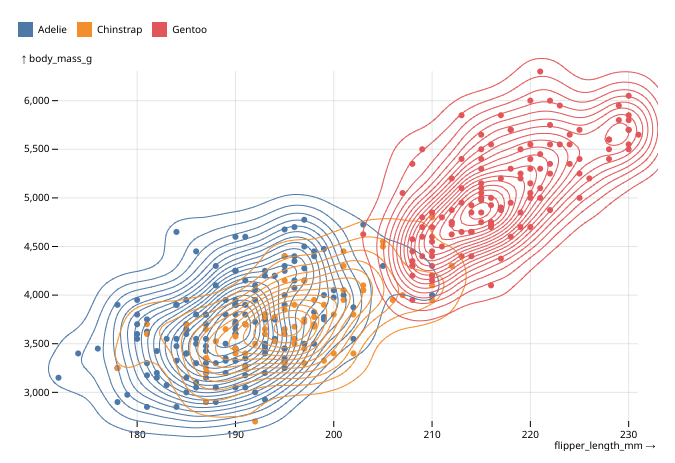 Adelie Chinstrap Gentoo
↑ body_mass_g
6,000
5,500
5,000
4,500
4,000
3,500
3,000
180 190 200 210 220 230
flipper_length_mm →